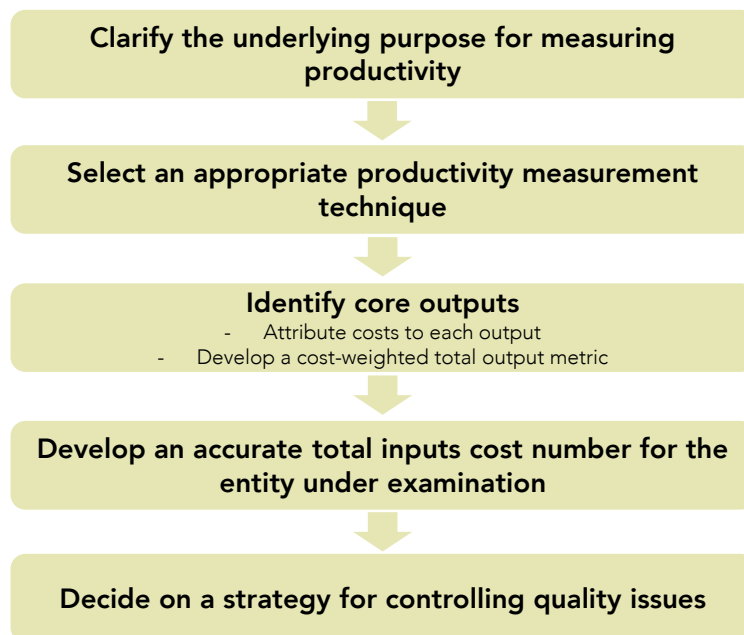 Clarify the underlying purpose for measuring
productivity
Select an appropriate productivity measurement
technique
Identify core outputs
- Attribute costs to each output
- Develop a cost-weighted total output metric
Develop an accurate total inputs cost number for the
entity under examination
Decide on a strategy for controlling quality issues